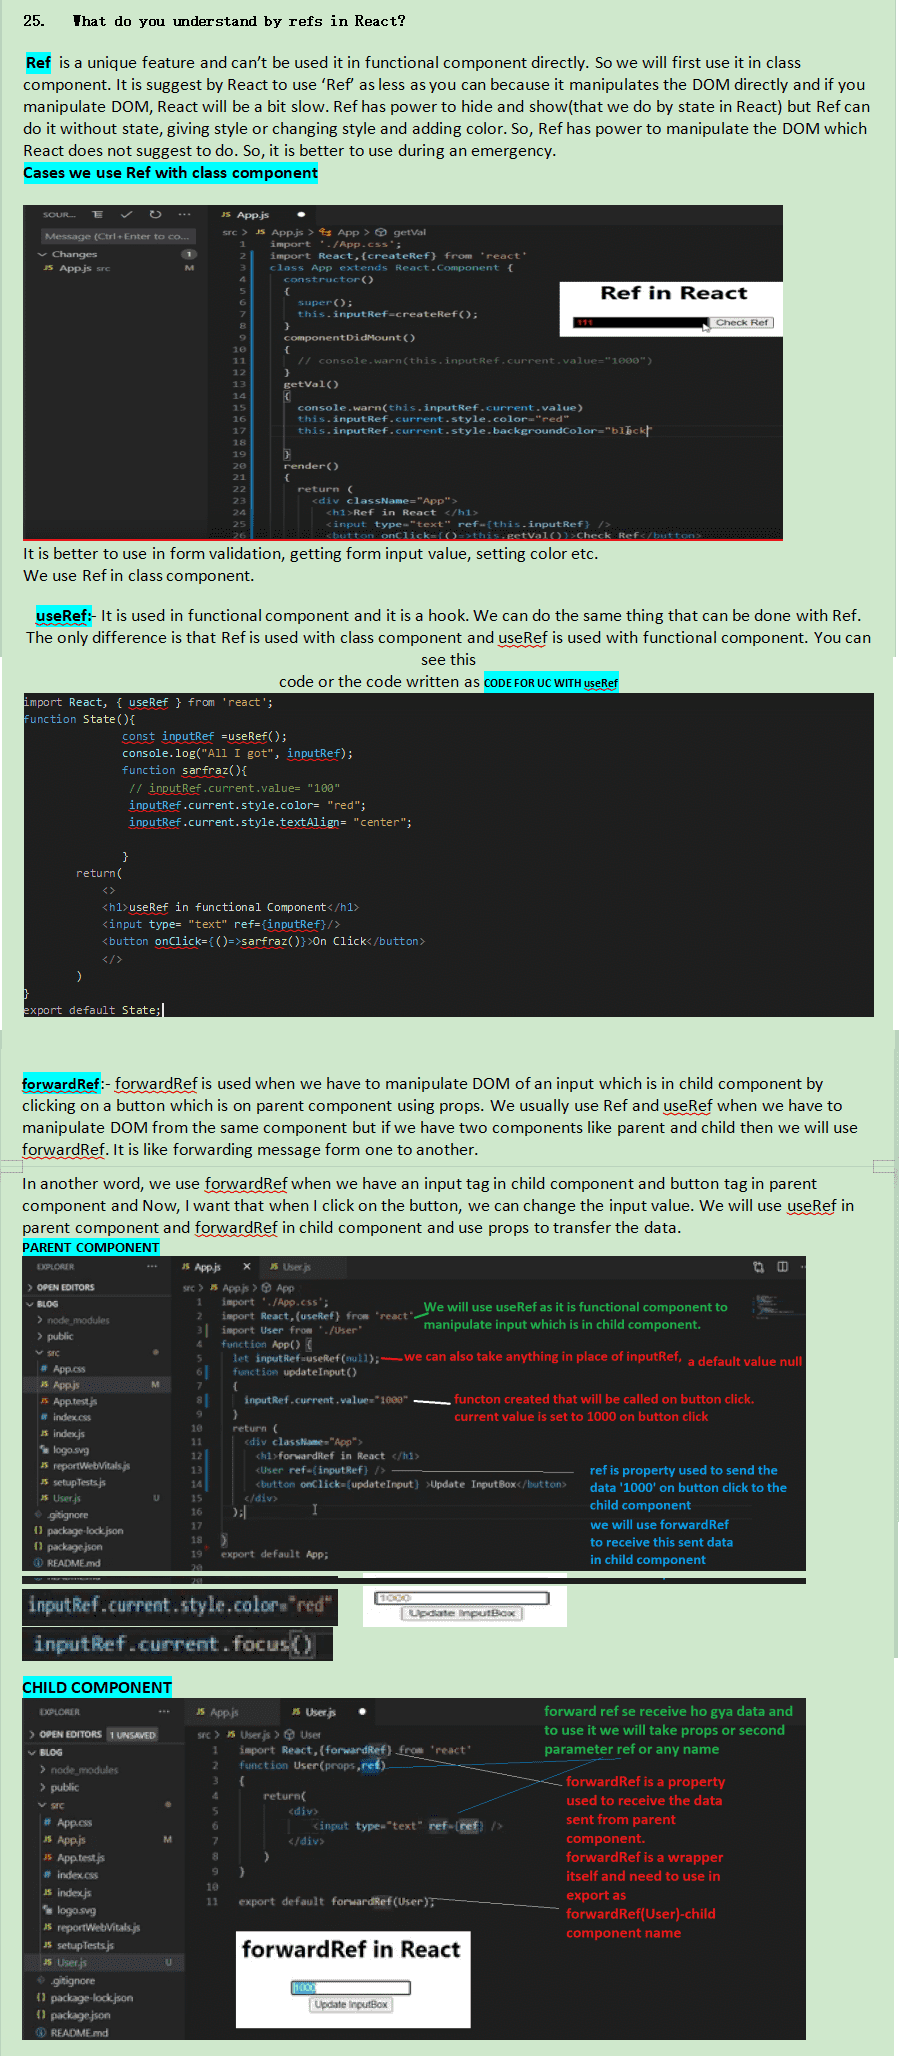 25. What do you understand by refs in React?
Ref is a unique feature and can't be used it in functional component directly. So we will first use it in class
component. It is suggest by React to use 'Ref' as less as you can because it manipulates the DOM directly and if you
manipulate DOM, React will be a bit slow. Ref has power to hide and show(that we do by state in React) but Ref can
do it without state, giving style or changing style and adding color. So, Ref has power to manipulate the DOM which
React does not suggest to do. So, it is better to use during an emergency.
Cases we use Ref with class component
SOUR...
JS App.js
Message (Ctrl+Enter to co...
src > JS App.js > App > getVal
Changes 1
JS App.js src M
1 import './App.css';
2 import React,{createRef} from 'react'
3 class App extends React.Component {
4 constructor()
5 {
6 super();
7 this.inputRef=createRef();
8 }
9 componentDidMount()
10 {
11 // console.warn(this.inputRef.current.value="1000")
12 }
13 getVal()
14 {
15 console.warn(this.inputRef.current.value)
16 this.inputRef.current.style.color="red"
17 this.inputRef.current.style.backgroundColor="black"
18
19 }
20 render()
21 {
22 return (
23 <div className="App">
24 <h1>Ref in React </h1>
25 <input type="text" ref={this.inputRef} />
26 <button onClick={()=>this.getVal()}>Check Ref</button>
Ref in React
111
Check Ref
It is better to use in form validation, getting form input value, setting color etc.
We use Ref in class component.
useRef:- It is used in functional component and it is a hook. We can do the same thing that can be done with Ref.
The only difference is that Ref is used with class component and useRef is used with functional component. You can
see this
code or the code written as CODE FOR UC WITH useRef
import React, { useRef } from 'react';
function State(){
const inputRef =useRef();
console.log("All I got", inputRef);
function sarfraz(){
// inputRef.current.value= "100"
inputRef.current.style.color= "red";
inputRef.current.style.textAlign= "center";
}
return(
<>
<h1>useRef in functional Component</h1>
<input type= "text" ref={inputRef}/>
<button onClick={()=>sarfraz()}>On Click</button>
</>
)
}
export default State;
forwardRef:- forwardRef is used when we have to manipulate DOM of an input which is in child component by
clicking on a button which is on parent component using props. We usually use Ref and useRef when we have to
manipulate DOM from the same component but if we have two components like parent and child then we will use
forwardRef. It is like forwarding message form one to another.
In another word, we use forwardRef when we have an input tag in child component and button tag in parent
component and Now, I want that when I click on the button, we can change the input value. We will use useRef in
parent component and forwardRef in child component and use props to transfer the data.
PARENT COMPONENT
EXPLORER
OPEN EDITORS
BLOG
node_modules
public
src
App.css
JS App.js M
JS App.test.js
index.css
JS index.js
logo.svg
JS reportWebVitals.js
JS setupTests.js
JS User.js U
.gitignore
package-lock.json
package.json
README.md
JS App.js X JS User.js
src > JS App.js > App
1 import './App.css';
2 import React,{useRef} from 'react'
3 import User from './User'
4 function App() {
5 let inputRef=useRef(null);
6 function updateInput()
7 {
8 inputRef.current.value="1000"
9 }
10 return (
11 <div className="App">
12 <h1>forwardRef in React </h1>
13 <User ref={inputRef} />
14 <button onClick={updateInput} >Update InputBox</button>
15 </div>
16 );
17
18 }
19 export default App;
20
We will use useRef as it is functional component to
manipulate input which is in child component.
we can also take anything in place of inputRef, a default value null
functon created that will be called on button click.
current value is set to 1000 on button click
ref is property used to send the
data '1000' on button click to the
child component
we will use forwardRef
to receive this sent data
in child component
inputRef.current.style.color="red"
inputRef.current.focus()
1000
Update InputBox
CHILD COMPONENT
EXPLORER
OPEN EDITORS 1 UNSAVED
BLOG
node_modules
public
src
App.css
JS App.js M
JS App.test.js
index.css
JS index.js
logo.svg
JS reportWebVitals.js
JS setupTests.js
JS User.js U
.gitignore
package-lock.json
package.json
README.md
JS App.js JS User.js
src > JS User.js > User
1 import React,{forwardRef} from 'react'
2 function User(props,ref)
3 {
4 return(
5 <div>
6 <input type="text" ref={ref} />
7 </div>
8 )
9 }
10
11 export default forwardRef(User);
forward ref se receive ho gya data and
to use it we will take props or second
parameter ref or any name
forwardRef is a property
used to receive the data
sent from parent
component.
forwardRef is a wrapper
itself and need to use in
export as
forwardRef(User)-child
component name
forwardRef in React
1000
Update InputBox